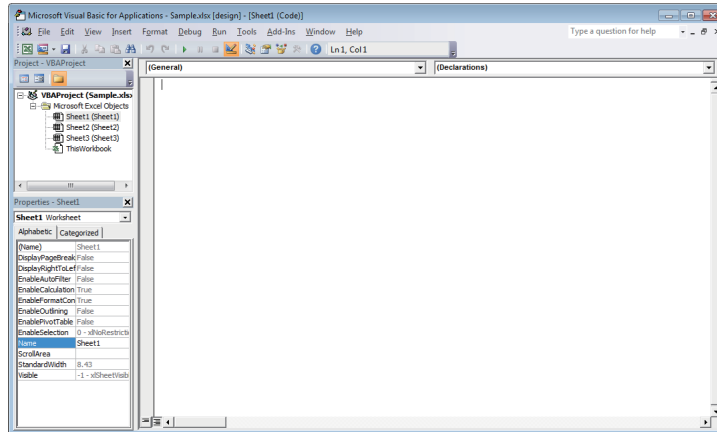 Microsoft Visual Basic for Applications - Sample.xlsx [design] - [Sheet1 (Code)]
File Edit View Insert Format Debug Run Tools Add-Ins Window Help Type a question for help
Ln 1, Col 1
Project - VBAProject
(General) (Declarations)
VBAProject (Sample.xls
Microsoft Excel Objects
Sheet1 (Sheet1)
Sheet2 (Sheet2)
Sheet3 (Sheet3)
ThisWorkbook
Properties - Sheet1
Sheet1 Worksheet
Alphabetic Categorized
(Name) Sheet1
DisplayPageBreak False
DisplayRightToLef False
EnableAutoFilter False
EnableCalculation True
EnableFormatCon True
EnableOutlining False
EnablePivotTable False
EnableSelection 0 - xlNoRestricti
Name Sheet1
ScrollArea
StandardWidth 8.43
Visible -1 - xlSheetVisibl